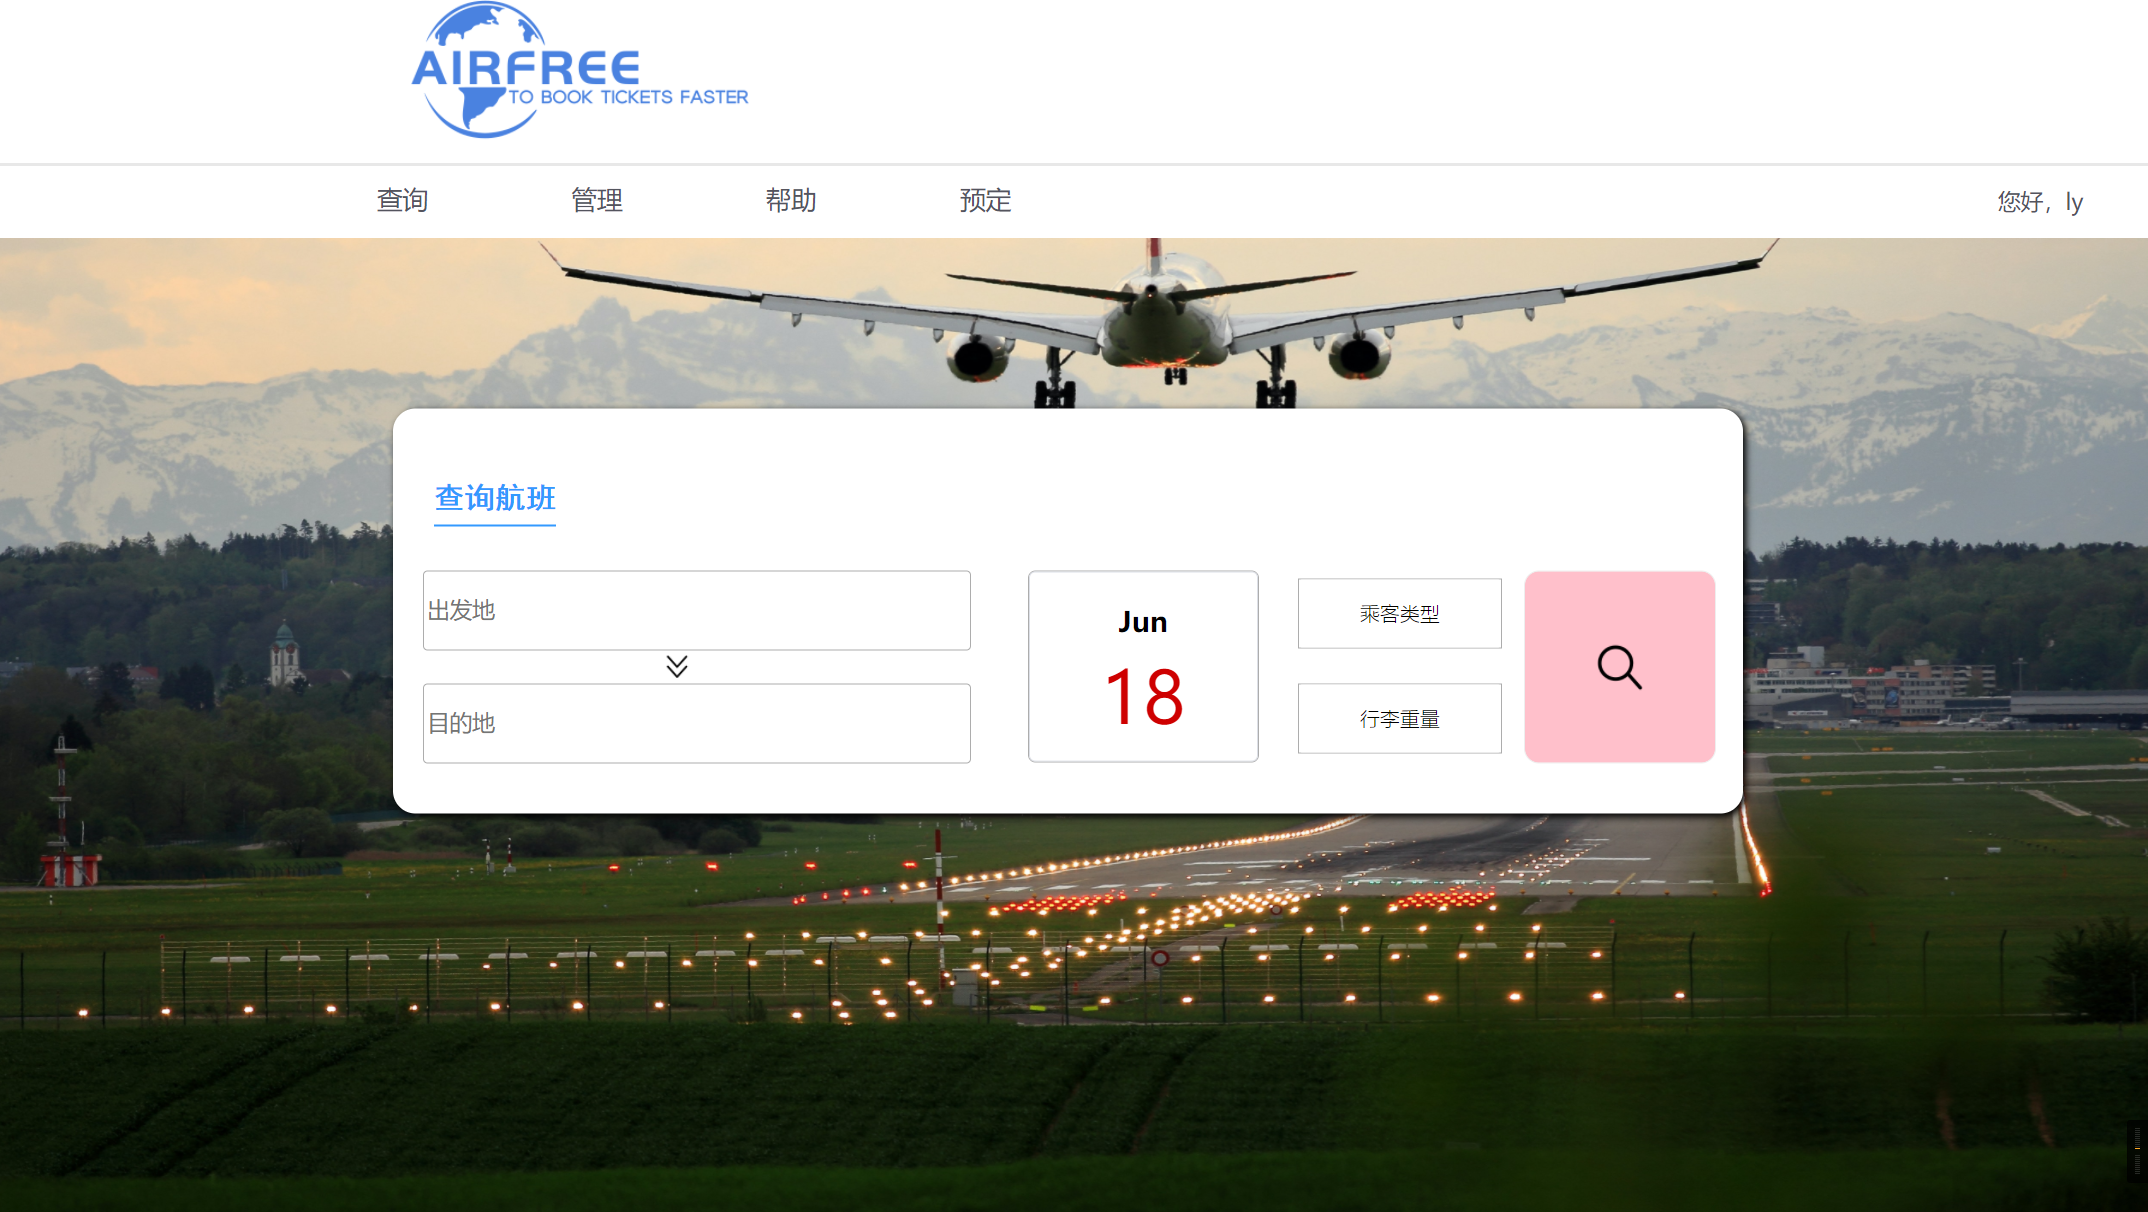 AIRFREE
TO BOOK TICKETS FASTER
查询
管理
帮助
预定
您好，ly
查询航班
出发地
目的地
Jun
18
乘客类型
行李重量